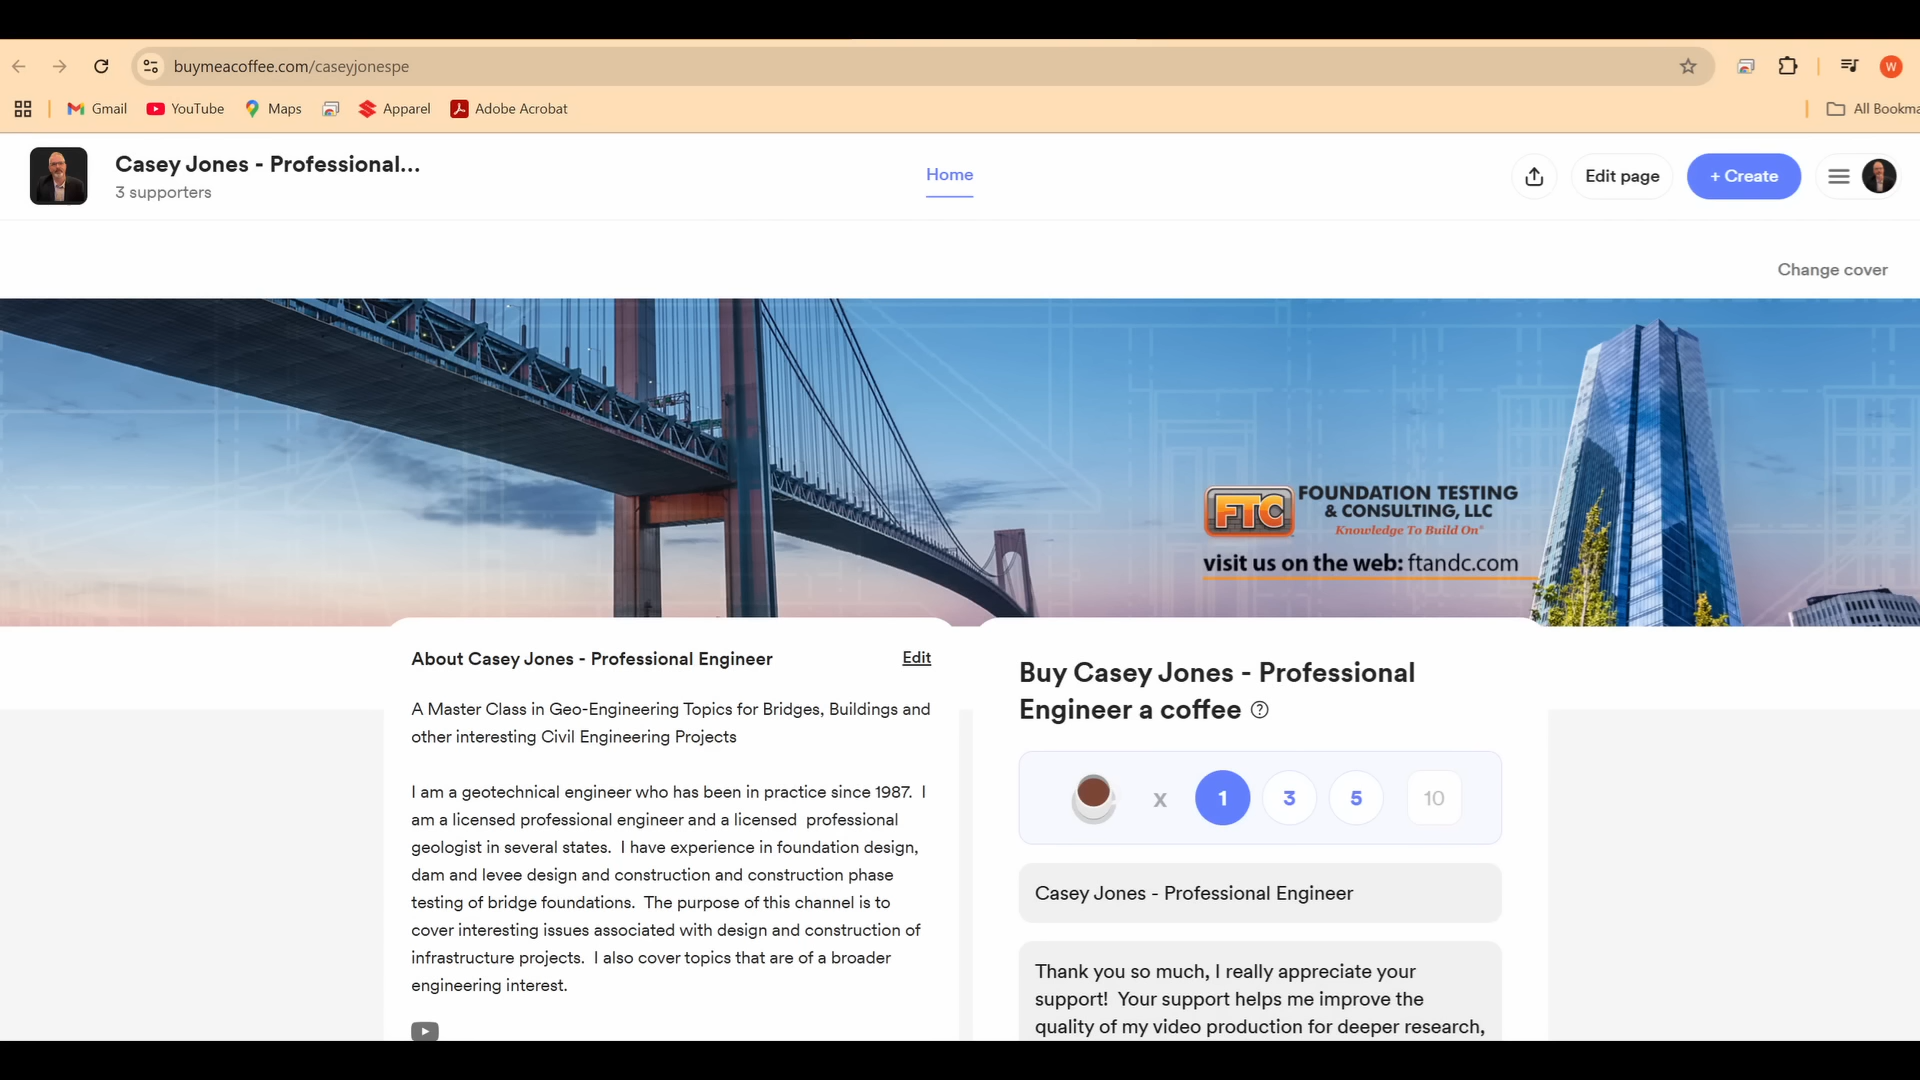 buymeacoffee.com/caseyjonespe
W
Gmail
YouTube
Maps
Apparel
Adobe Acrobat
All Bookma
Casey Jones - Professional...
3 supporters
Home
Edit page
+ Create
Change cover
FTC
FOUNDATION TESTING
& CONSULTING, LLC
Knowledge To Build On®
visit us on the web: ftandc.com
About Casey Jones - Professional Engineer
Edit
A Master Class in Geo-Engineering Topics for Bridges, Buildings and
other interesting Civil Engineering Projects
I am a geotechnical engineer who has been in practice since 1987.  I
am a licensed professional engineer and a licensed  professional
geologist in several states.  I have experience in foundation design,
dam and levee design and construction and construction phase
testing of bridge foundations.  The purpose of this channel is to
cover interesting issues associated with design and construction of
infrastructure projects.  I also cover topics that are of a broader
engineering interest.
Buy Casey Jones - Professional
Engineer a coffee ?
x 1 3 5 10
Casey Jones - Professional Engineer
Thank you so much, I really appreciate your
support!  Your support helps me improve the
quality of my video production for deeper research,